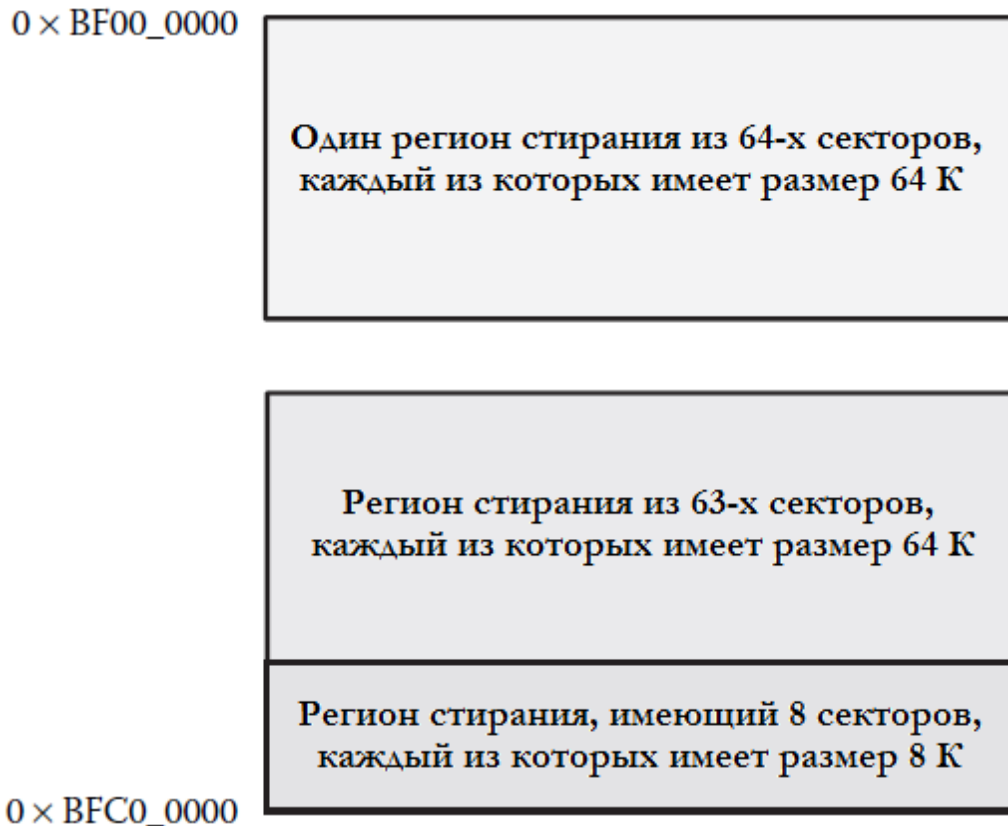 0 × BF00_0000
Один регион стирания из 64-х секторов,
каждый из которых имеет размер 64 К
Регион стирания из 63-х секторов,
каждый из которых имеет размер 64 К
Регион стирания, имеющий 8 секторов,
каждый из которых имеет размер 8 К
0 × BFC0_0000